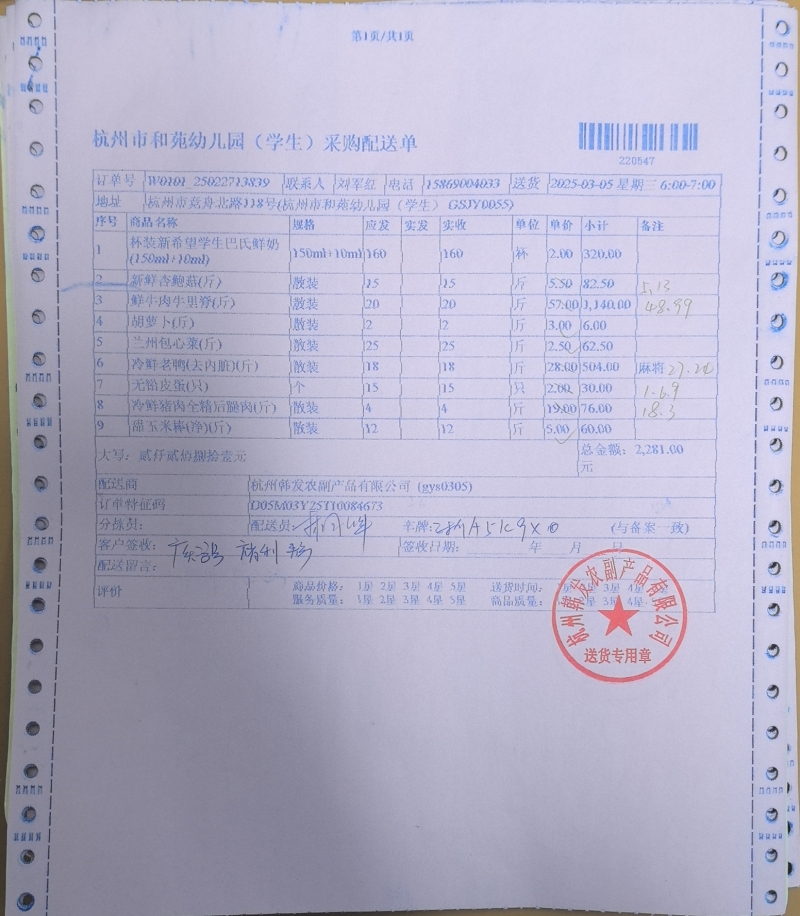 第1页/共1页
杭州市和苑幼儿园（学生）采购配送单
220547
订单号 W0101_25022713839 联系人 刘军红 电话 15869004033 送货 2025-03-05 星期三 6:00-7:00
地址 杭州市葛舟北路118号(杭州市和苑幼儿园（学生） GSJY0055)
序号 商品名称 规格 应发 实发 实收 单位 单价 小计 备注
1 杯装新希望学生巴氏鲜奶(150ml+10ml) 150ml+10ml 160 160 杯 2.00 320.00
2 新鲜杏鲍菇(斤) 散装 15 15 斤 5.50 82.50 5.13
3 鲜牛肉牛里脊(斤) 散装 20 20 斤 57.00 1,140.00 48.99
4 胡萝卜(斤) 散装 2 2 斤 3.00 6.00
5 兰州包心菜(斤) 散装 25 25 斤 2.50 62.50
6 冷鲜老鸭(去内脏)(斤) 散装 18 18 斤 28.00 504.00 麻将
7 无铅皮蛋(只) 个 15 15 只 2.00 30.00 1.69
8 冷鲜猪肉全精后腿肉(斤) 散装 4 4 斤 19.00 76.00 18.3
9 甜玉米棒(净)(斤) 散装 12 12 斤 5.00 60.00
大写：贰仟贰佰捌拾壹元 总金额：2,281.00元
配送商 杭州韩发农副产品有限公司 (gys0305)
订单特征码 D05M03Y25T10084673
分拣员： 配送员： 车牌： (与备案一致)
客户签收： 签收日期： 年 月 日
配送留言：
评价 商品价格： 1星 2星 3星 4星 5星 送货时间： 3星 4星
服务质量： 1星 2星 3星 4星 5星 商品质量： 星 3星 4星
杭州韩发农副产品有限公司
送货专用章